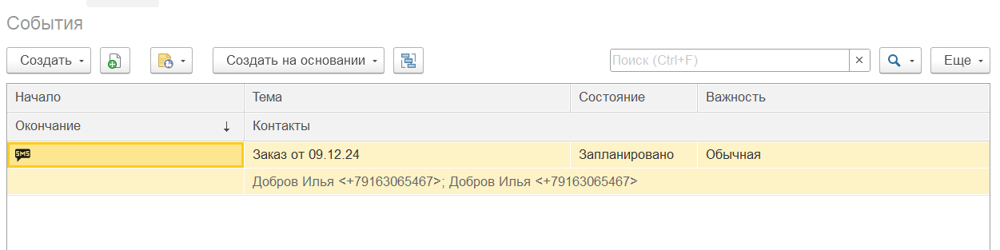 События
Создать Создать на основании Поиск (Ctrl+F) × Еще
Начало Тема Состояние Важность
Окончание ↓ Контакты
SMS Заказ от 09.12.24 Запланировано Обычная
Добров Илья <+79163065467>; Добров Илья <+79163065467>